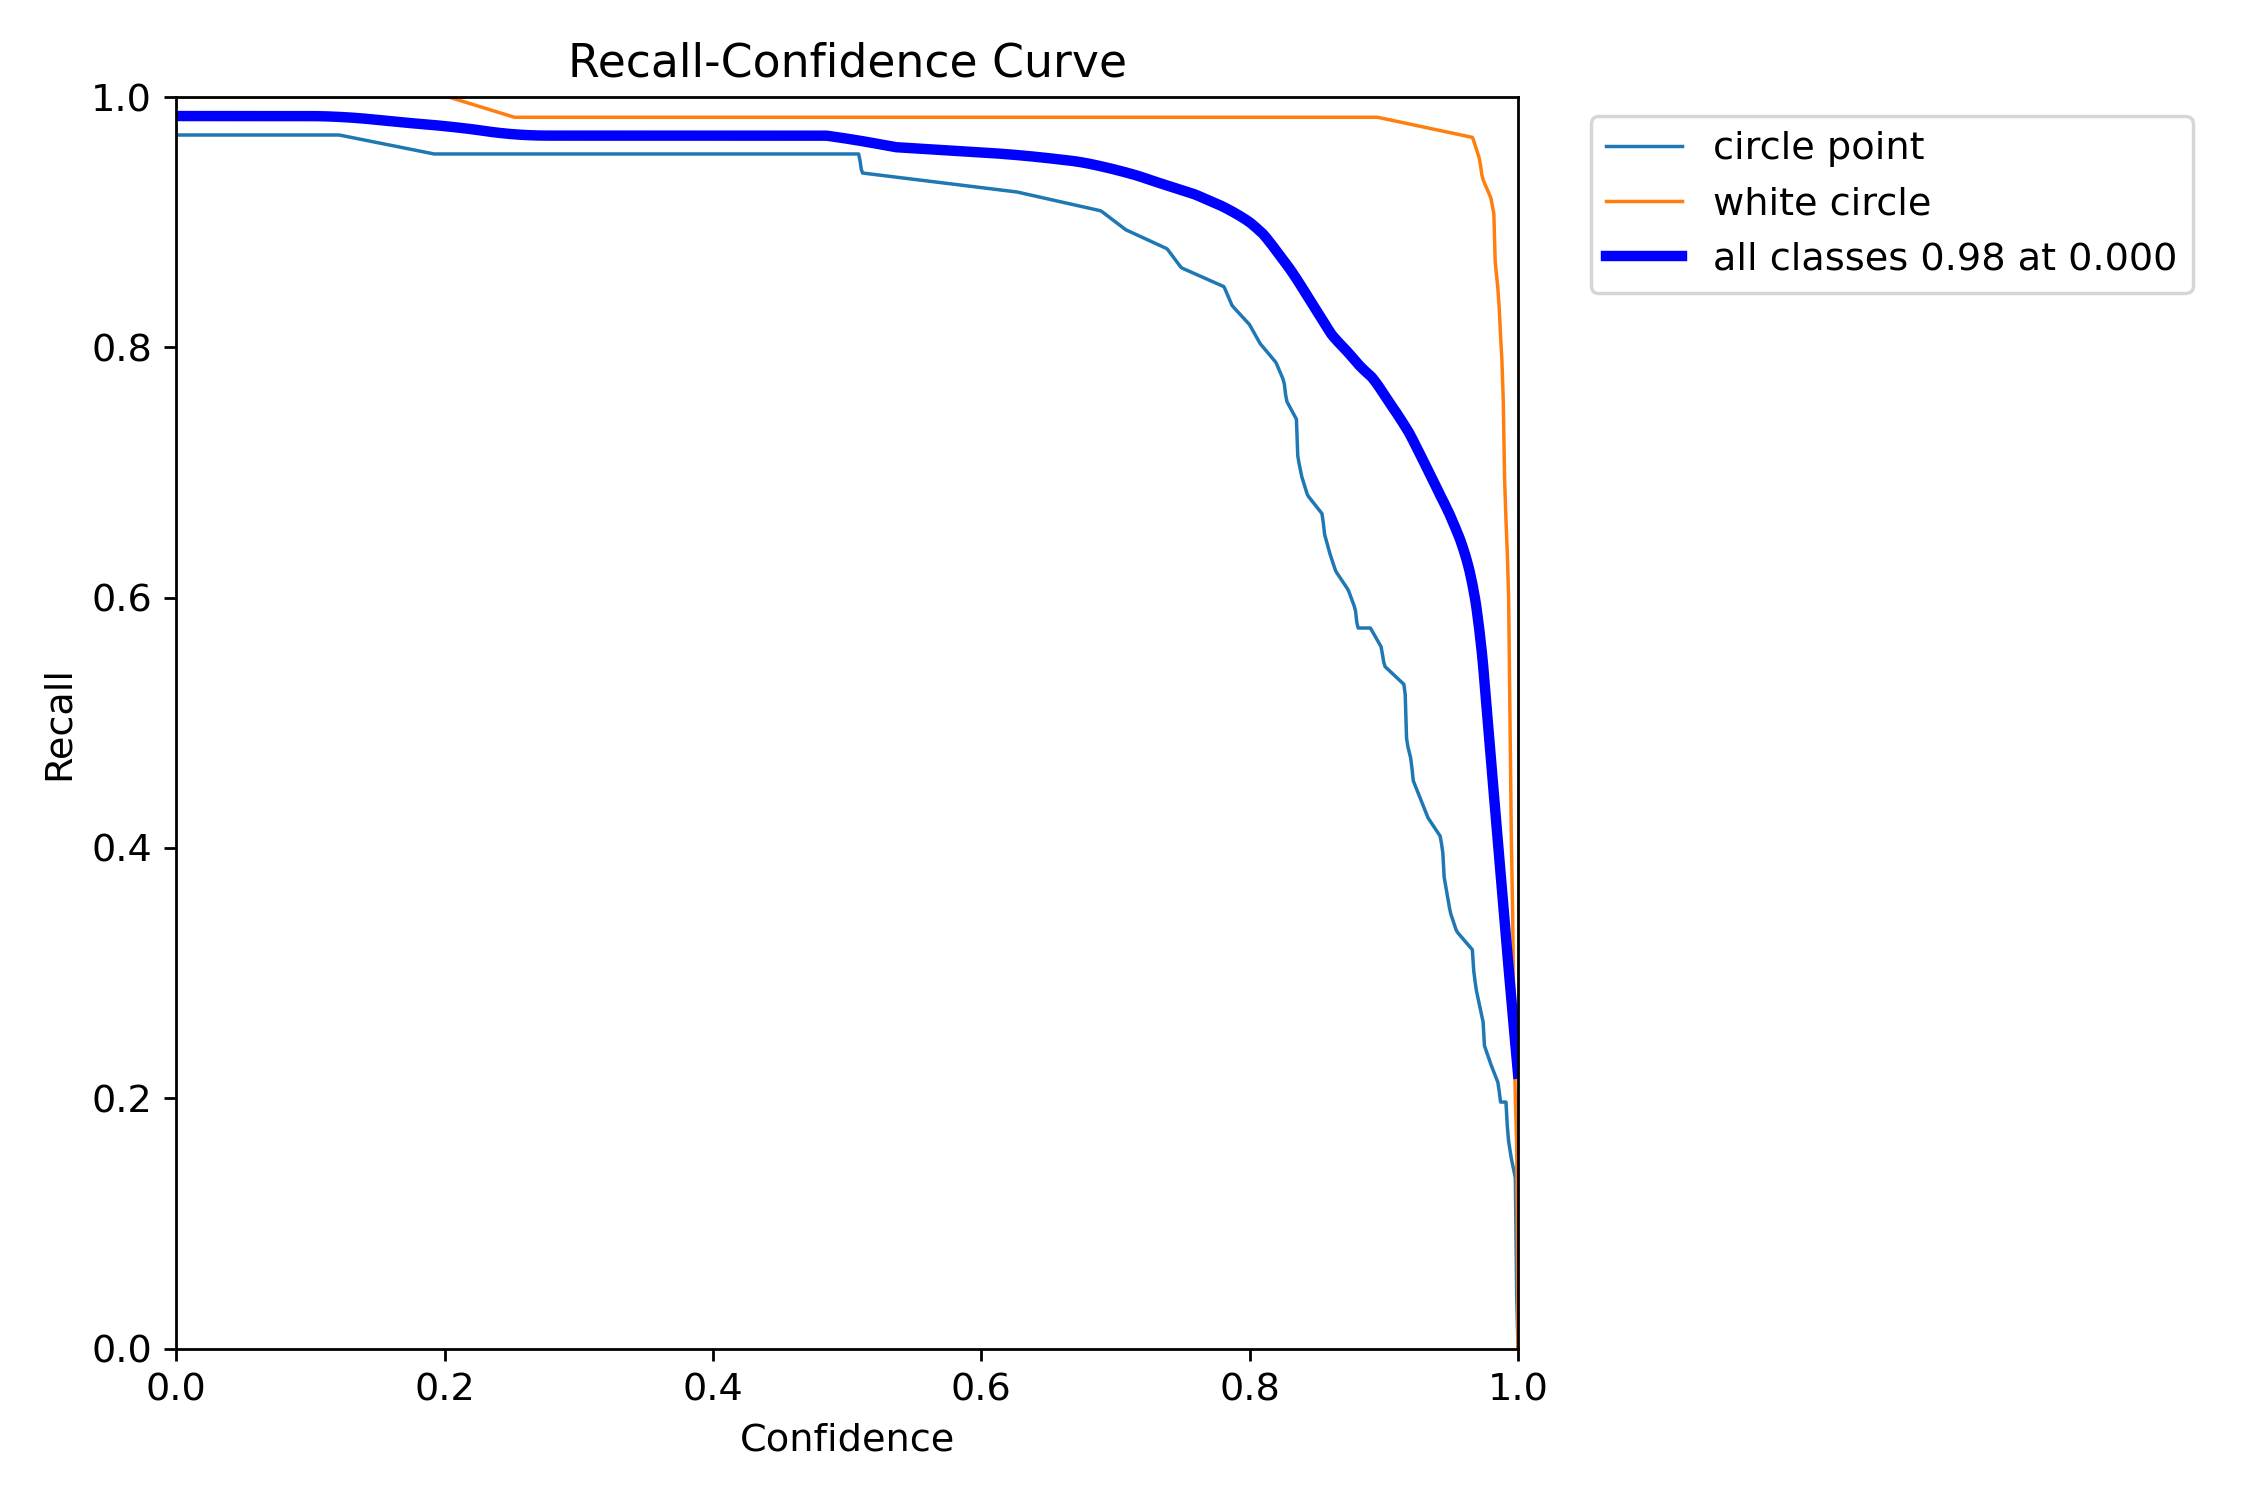 Recall-Confidence Curve
1.0
0.8
0.6
0.4
0.2
0.0
Recall
0.0 0.2 0.4 0.6 0.8 1.0
Confidence
circle point
white circle
all classes 0.98 at 0.000